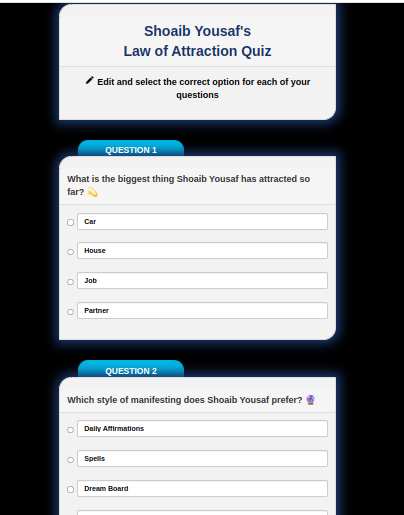 Shoaib Yousaf's
Law of Attraction Quiz
Edit and select the correct option for each of your
questions
QUESTION 1
What is the biggest thing Shoaib Yousaf has attracted so
far? 💫
Car
House
Job
Partner
QUESTION 2
Which style of manifesting does Shoaib Yousaf prefer? 🔮
Daily Affirmations
Spells
Dream Board